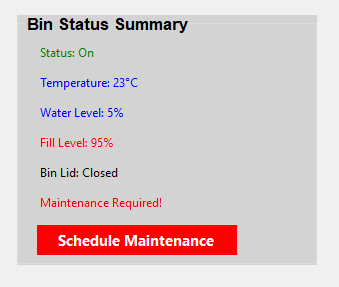 Bin Status Summary
Status: On
Temperature: 23°C
Water Level: 5%
Fill Level: 95%
Bin Lid: Closed
Maintenance Required!
Schedule Maintenance